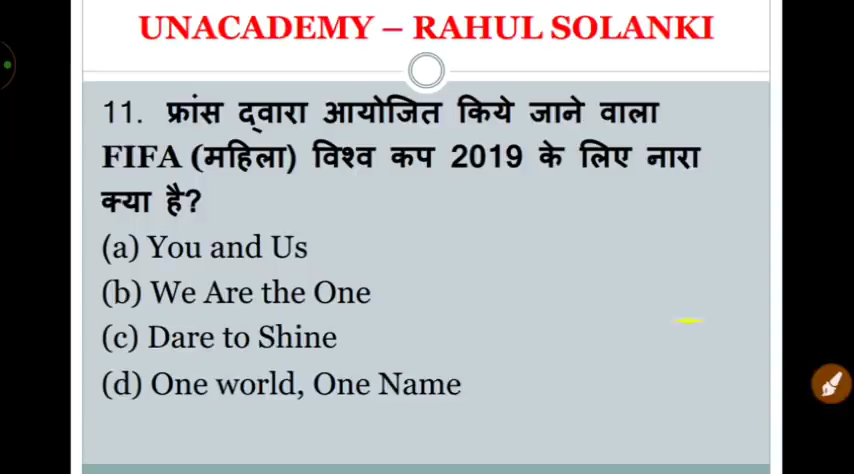 UNACADEMY – RAHUL SOLANKI
11. फ्रांस द्वारा आयोजित किये जाने वाला
FIFA (महिला) विश्व कप 2019 के लिए नारा
क्या है?
(a) You and Us
(b) We Are the One
(c) Dare to Shine
(d) One world, One Name